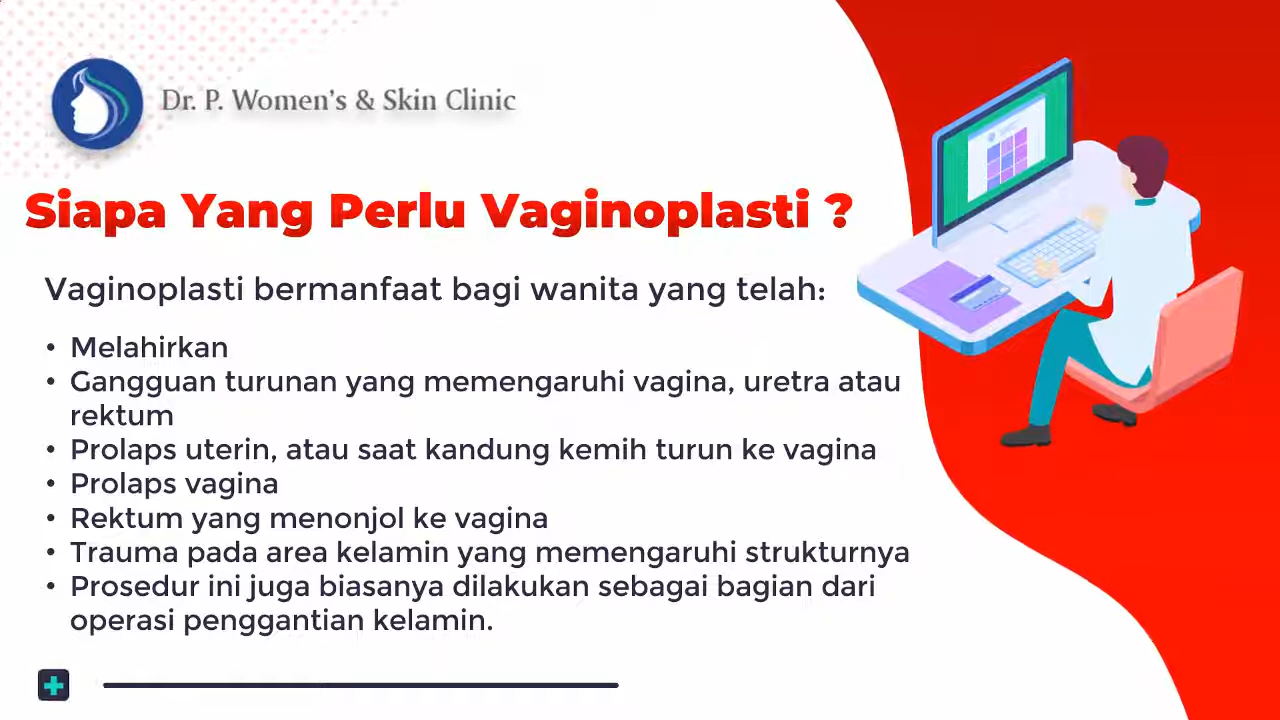 Dr. P. Women's & Skin Clinic
Siapa Yang Perlu Vaginoplasti ?
Vaginoplasti bermanfaat bagi wanita yang telah:
• Melahirkan
• Gangguan turunan yang memengaruhi vagina, uretra atau
rektum
• Prolaps uterin, atau saat kandung kemih turun ke vagina
• Prolaps vagina
• Rektum yang menonjol ke vagina
• Trauma pada area kelamin yang memengaruhi strukturnya
• Prosedur ini juga biasanya dilakukan sebagai bagian dari
operasi penggantian kelamin.